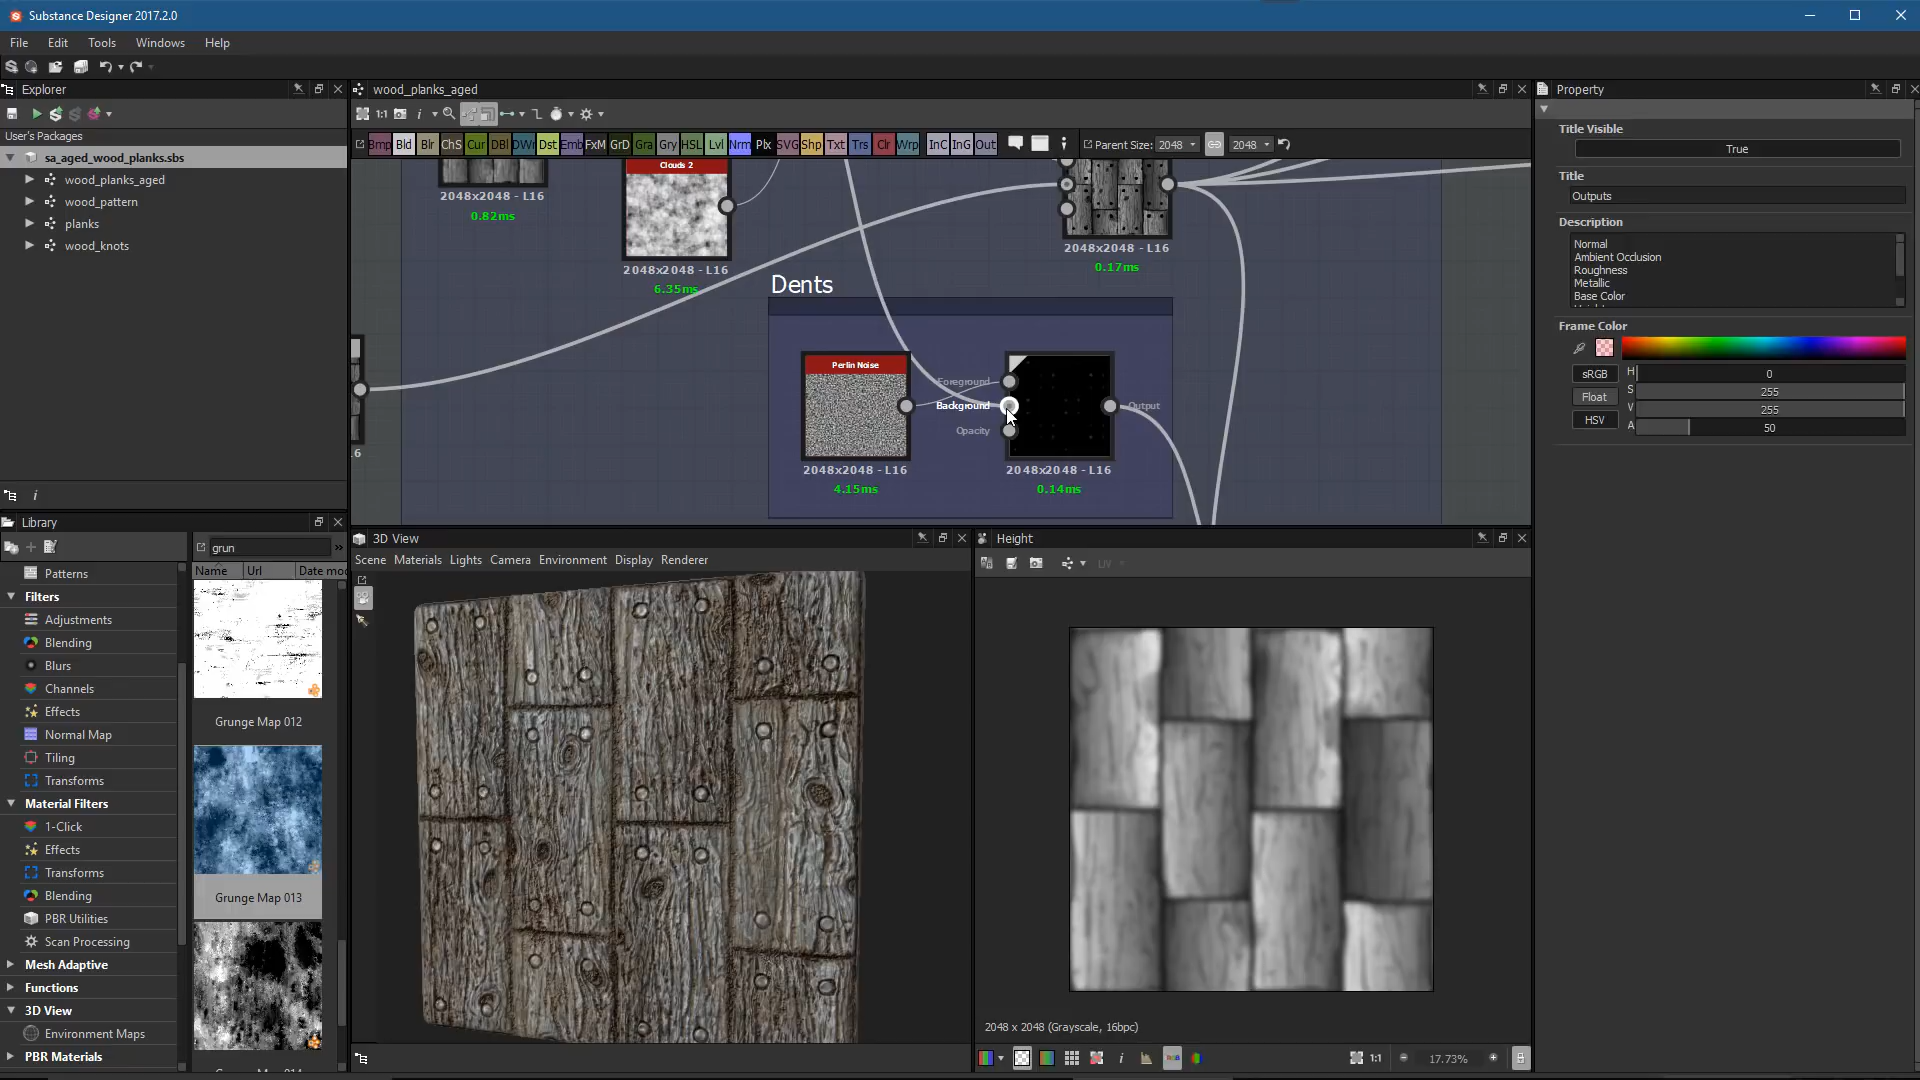 Substance Designer 2017.2.0
File Edit Tools Windows Help
Explorer
User's Packages
sa_aged_wood_planks.sbs
wood_planks_aged
wood_pattern
planks
wood_knots
wood_planks_aged
1:1
Bmp Bld Blr ChS Cur DBl DWr Dst Emb FxM GrD Gra Gry HSL Lvl Nrm Plx SVG Shp Txt Trs Clr Wrp InC InG Out Parent Size: 2048 2048
2048x2048 - L16
0.82ms
Clouds 2
2048x2048 - L16
6.35ms
2048x2048 - L16
0.17ms
Dents
Perlin Noise
2048x2048 - L16
4.15ms
Foreground
Background
Opacity
Output
2048x2048 - L16
0.14ms
Property
Title Visible
True
Title
Outputs
Description
Normal
Ambient Occlusion
Roughness
Metallic
Base Color
Frame Color
sRGB
Float
HSV
H 0
S 255
V 255
A 50
Library
grun
Name Url Date mo
Patterns
Filters
Adjustments
Blending
Blurs
Channels
Effects
Normal Map
Tiling
Transforms
Material Filters
1-Click
Effects
Transforms
Blending
PBR Utilities
Scan Processing
Mesh Adaptive
Functions
3D View
Environment Maps
PBR Materials
Grunge Map 012
Grunge Map 013
3D View
Scene Materials Lights Camera Environment Display Renderer
Height
UV
2048 x 2048 (Grayscale, 16bpc)
1:1
17.73%